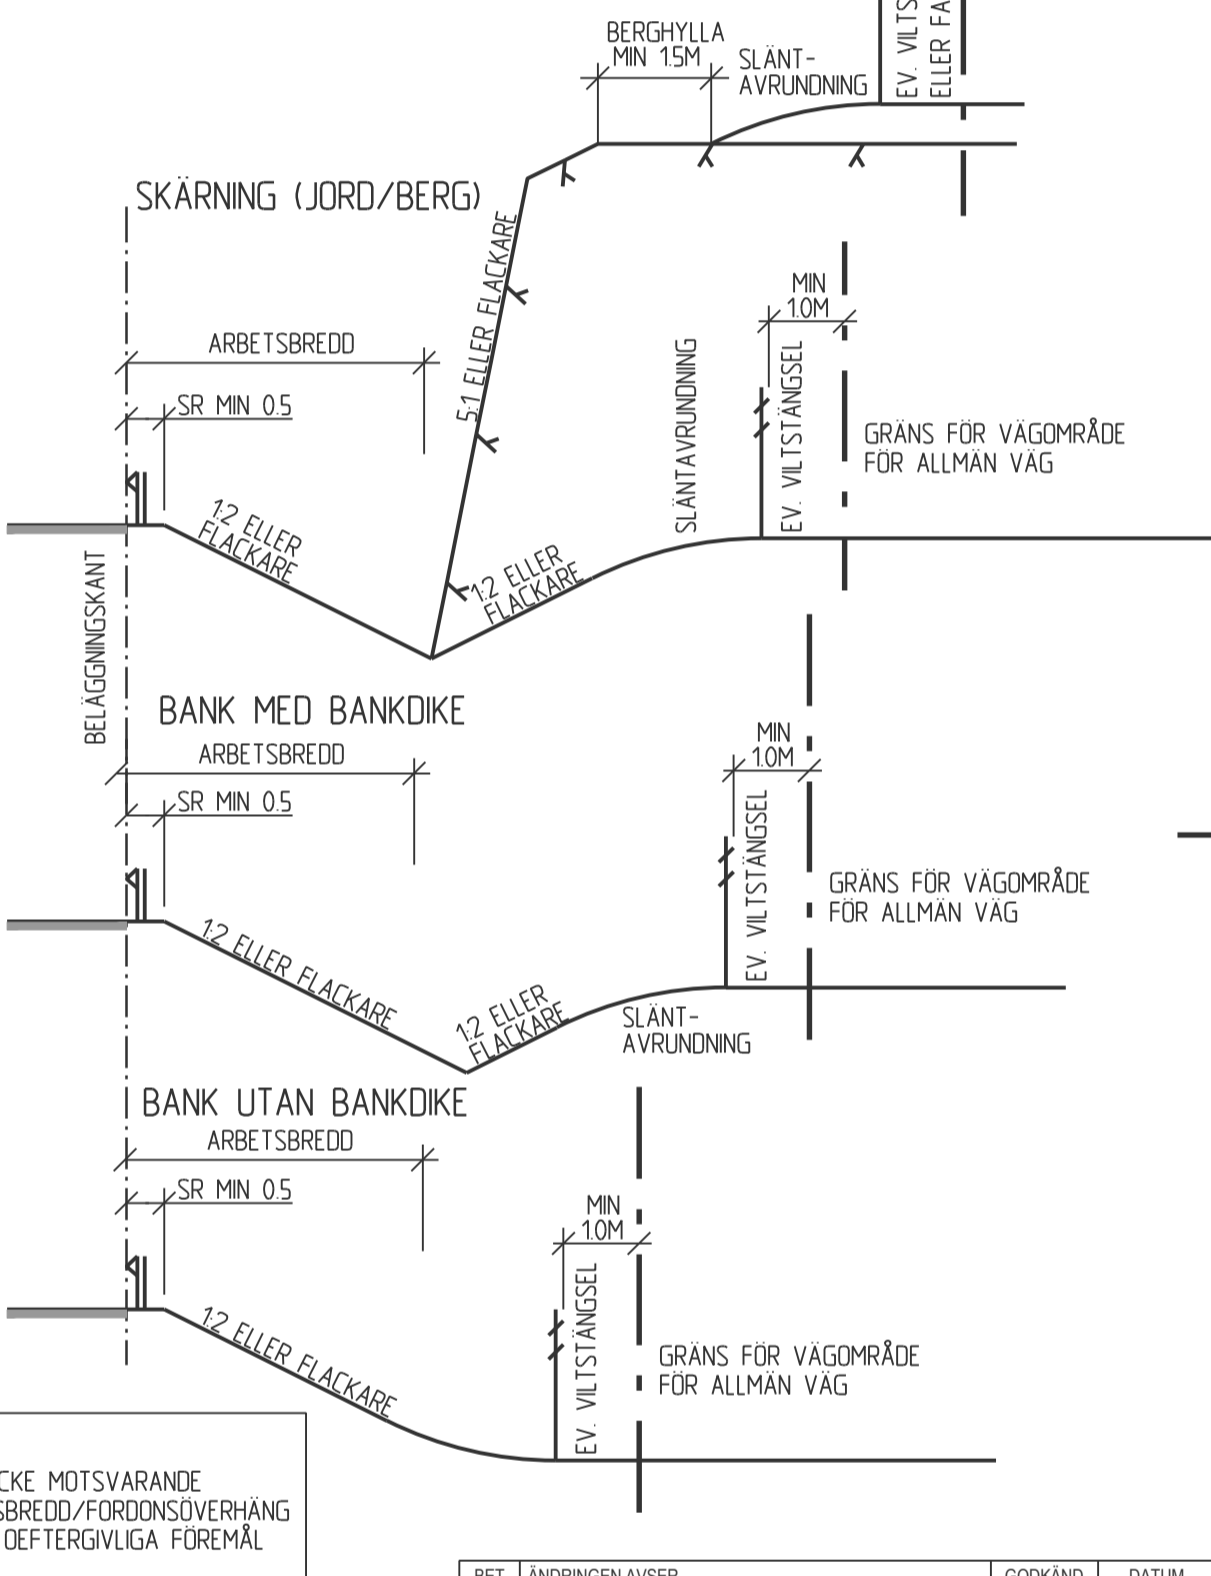 BERGHYLLA
MIN 1.5M
SLÄNT-
AVRUNDNING
EV. VILTS
ELLER FA
SKÄRNING (JORD/BERG)
5:1 ELLER FLACKARE
ARBETSBREDD
SR MIN 0.5
1:2 ELLER
FLACKARE
1:2 ELLER
FLACKARE
SLÄNTAVRUNDNING
MIN
1.0M
EV. VILTSTÄNGSEL
GRÄNS FÖR VÄGOMRÅDE
FÖR ALLMÄN VÄG
BELÄGGNINGSKANT
BANK MED BANKDIKE
ARBETSBREDD
SR MIN 0.5
1:2 ELLER FLACKARE
1:2 ELLER
FLACKARE
SLÄNT-
AVRUNDNING
MIN
1.0M
EV. VILTSTÄNGSEL
GRÄNS FÖR VÄGOMRÅDE
FÖR ALLMÄN VÄG
BANK UTAN BANKDIKE
ARBETSBREDD
SR MIN 0.5
1:2 ELLER FLACKARE
MIN
1.0M
EV. VILTSTÄNGSEL
GRÄNS FÖR VÄGOMRÅDE
FÖR ALLMÄN VÄG
CKE MOTSVARANDE
SBREDD/FORDONSÖVERHÄNG
OEFTERGIVLIGA FÖREMÅL
BET ÄNDRINGEN AVSER GODKÄND DATUM